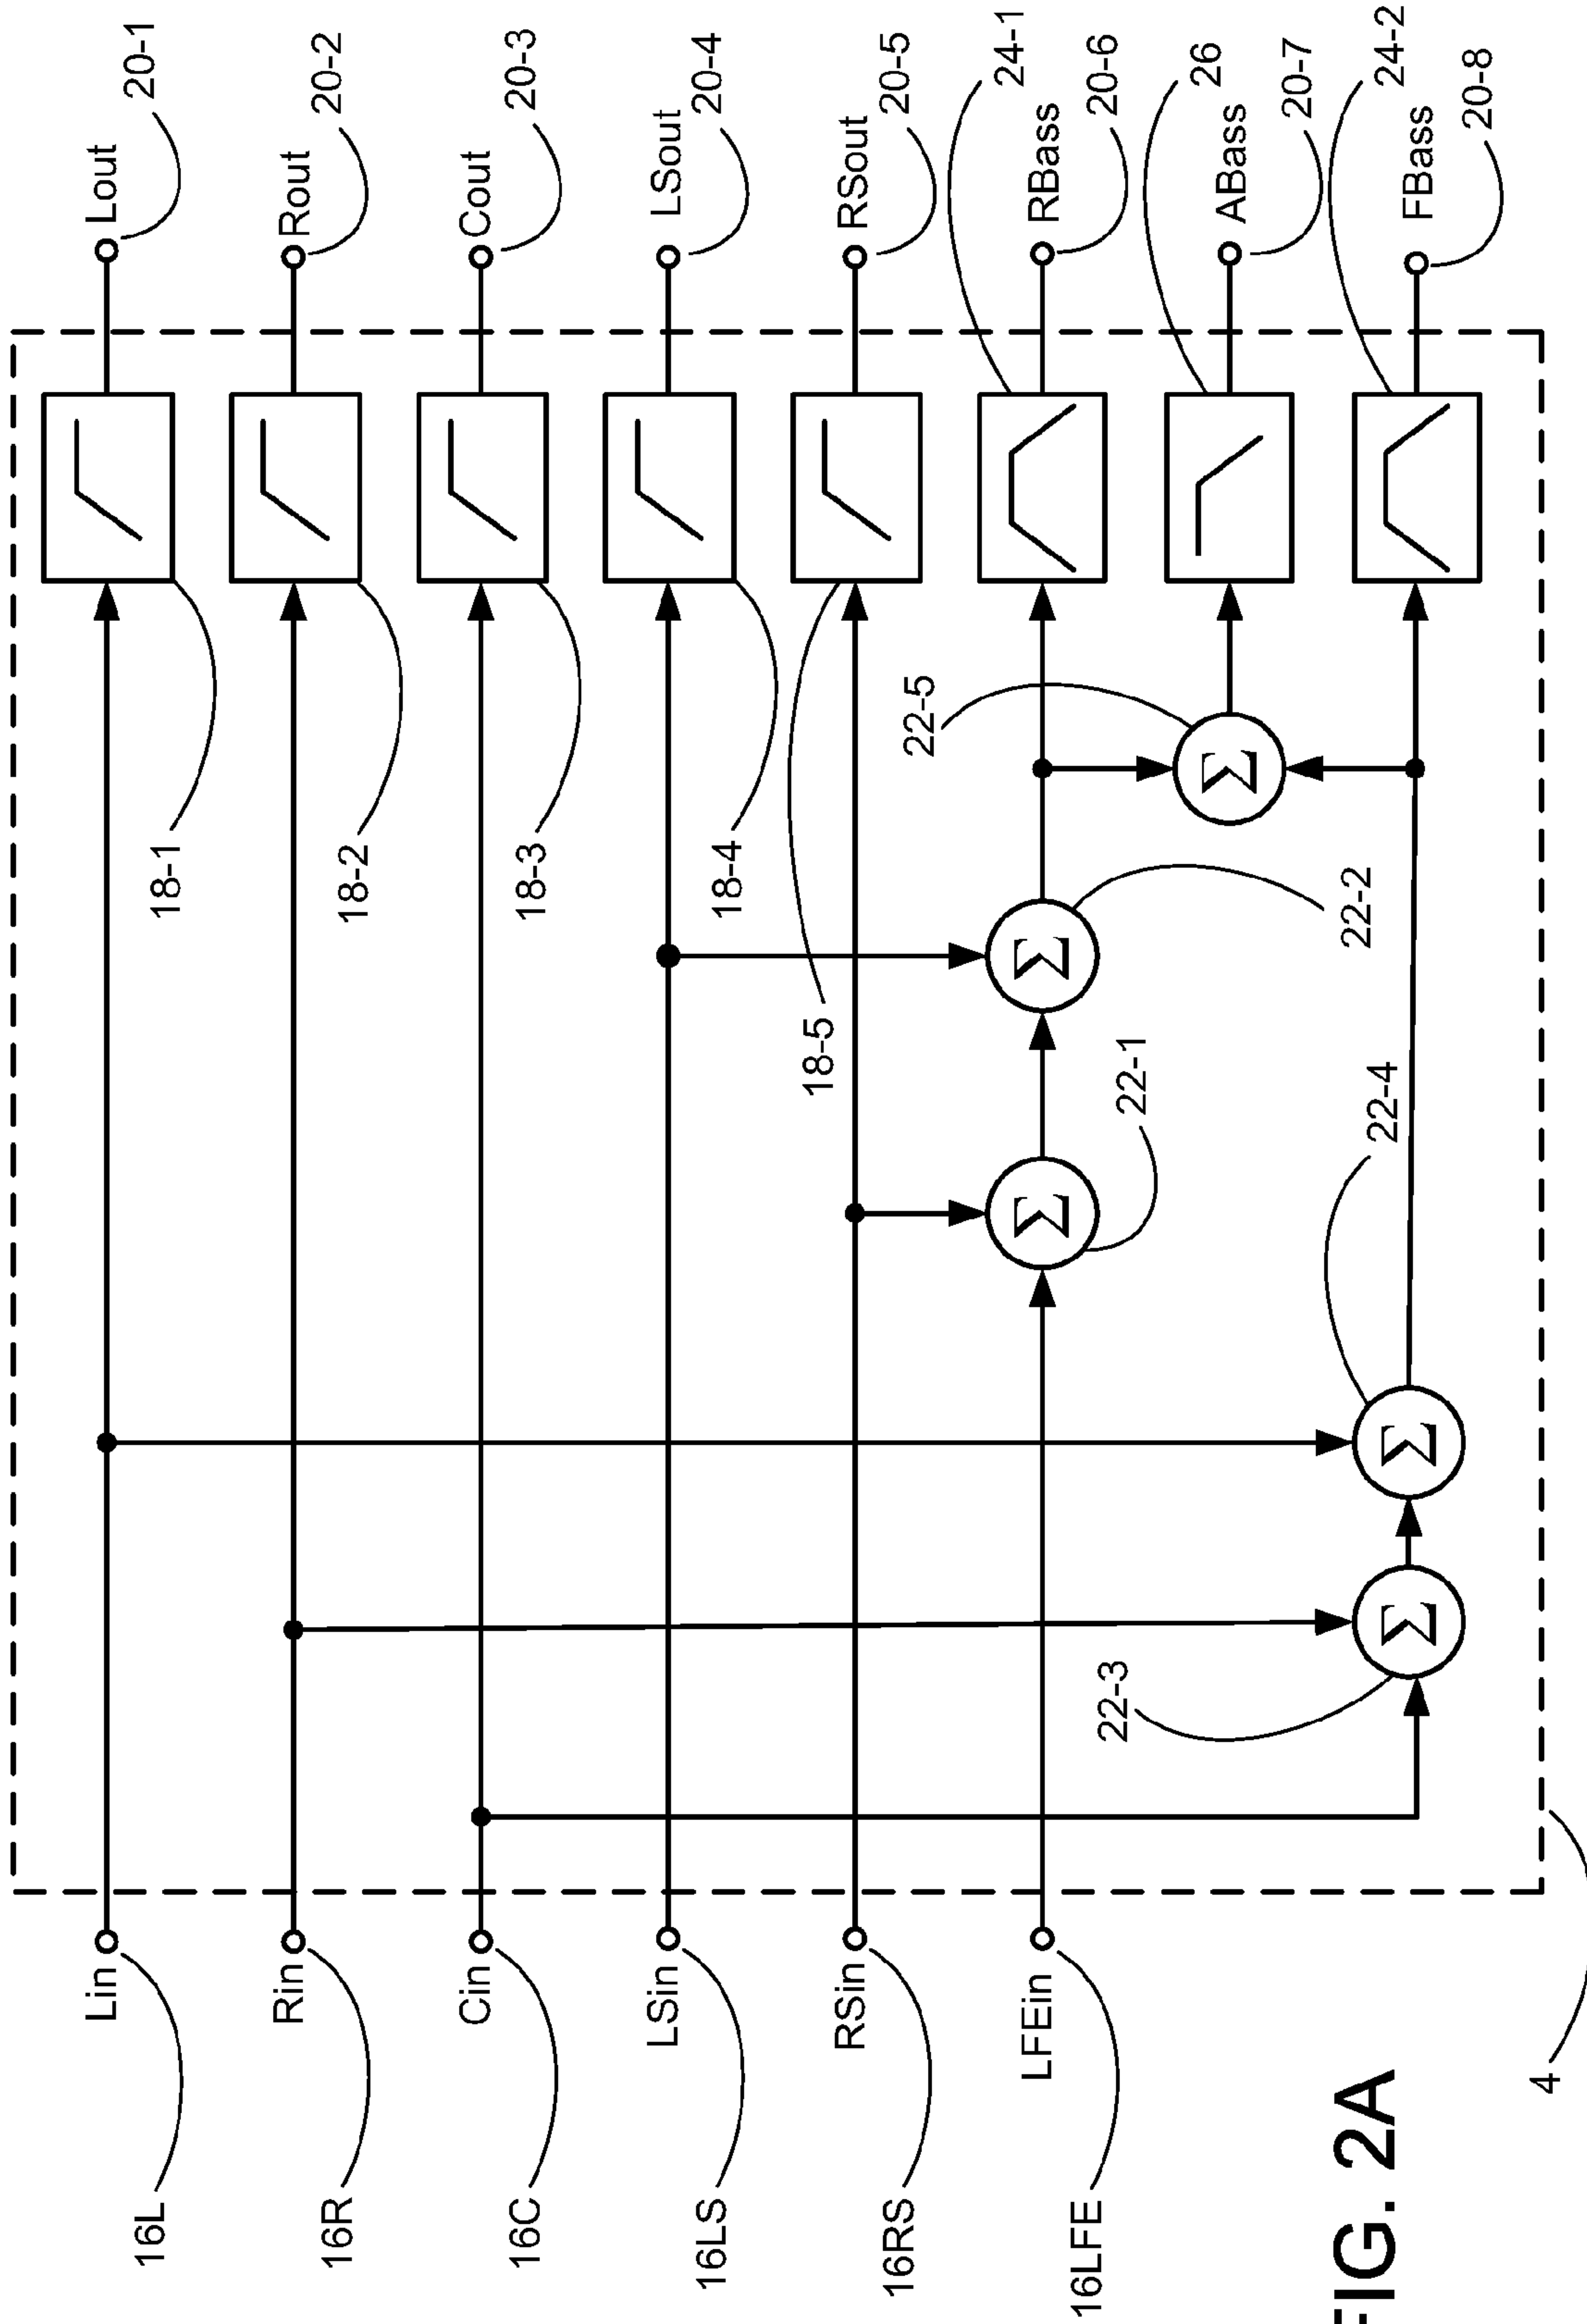 Lin
16L
18-1
Lout
20-1
Rin
16R
18-2
Rout
20-2
Cin
16C
18-3
Cout
20-3
LSin
16LS
18-4
LSout
20-4
RSin
16RS
18-5
RSout
20-5
LFEin
16LFE
22-1
Σ
22-2
Σ
24-1
RBass
20-6
22-5
Σ
26
ABass
20-7
22-3
Σ
22-4
Σ
24-2
FBass
20-8
4
FIG. 2A